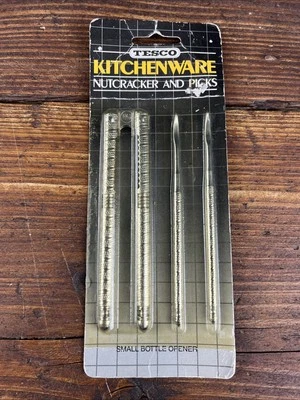 TESCO
KITCHENWARE
NUTCRACKER AND PICKS
SMALL BOTTLE OPENER